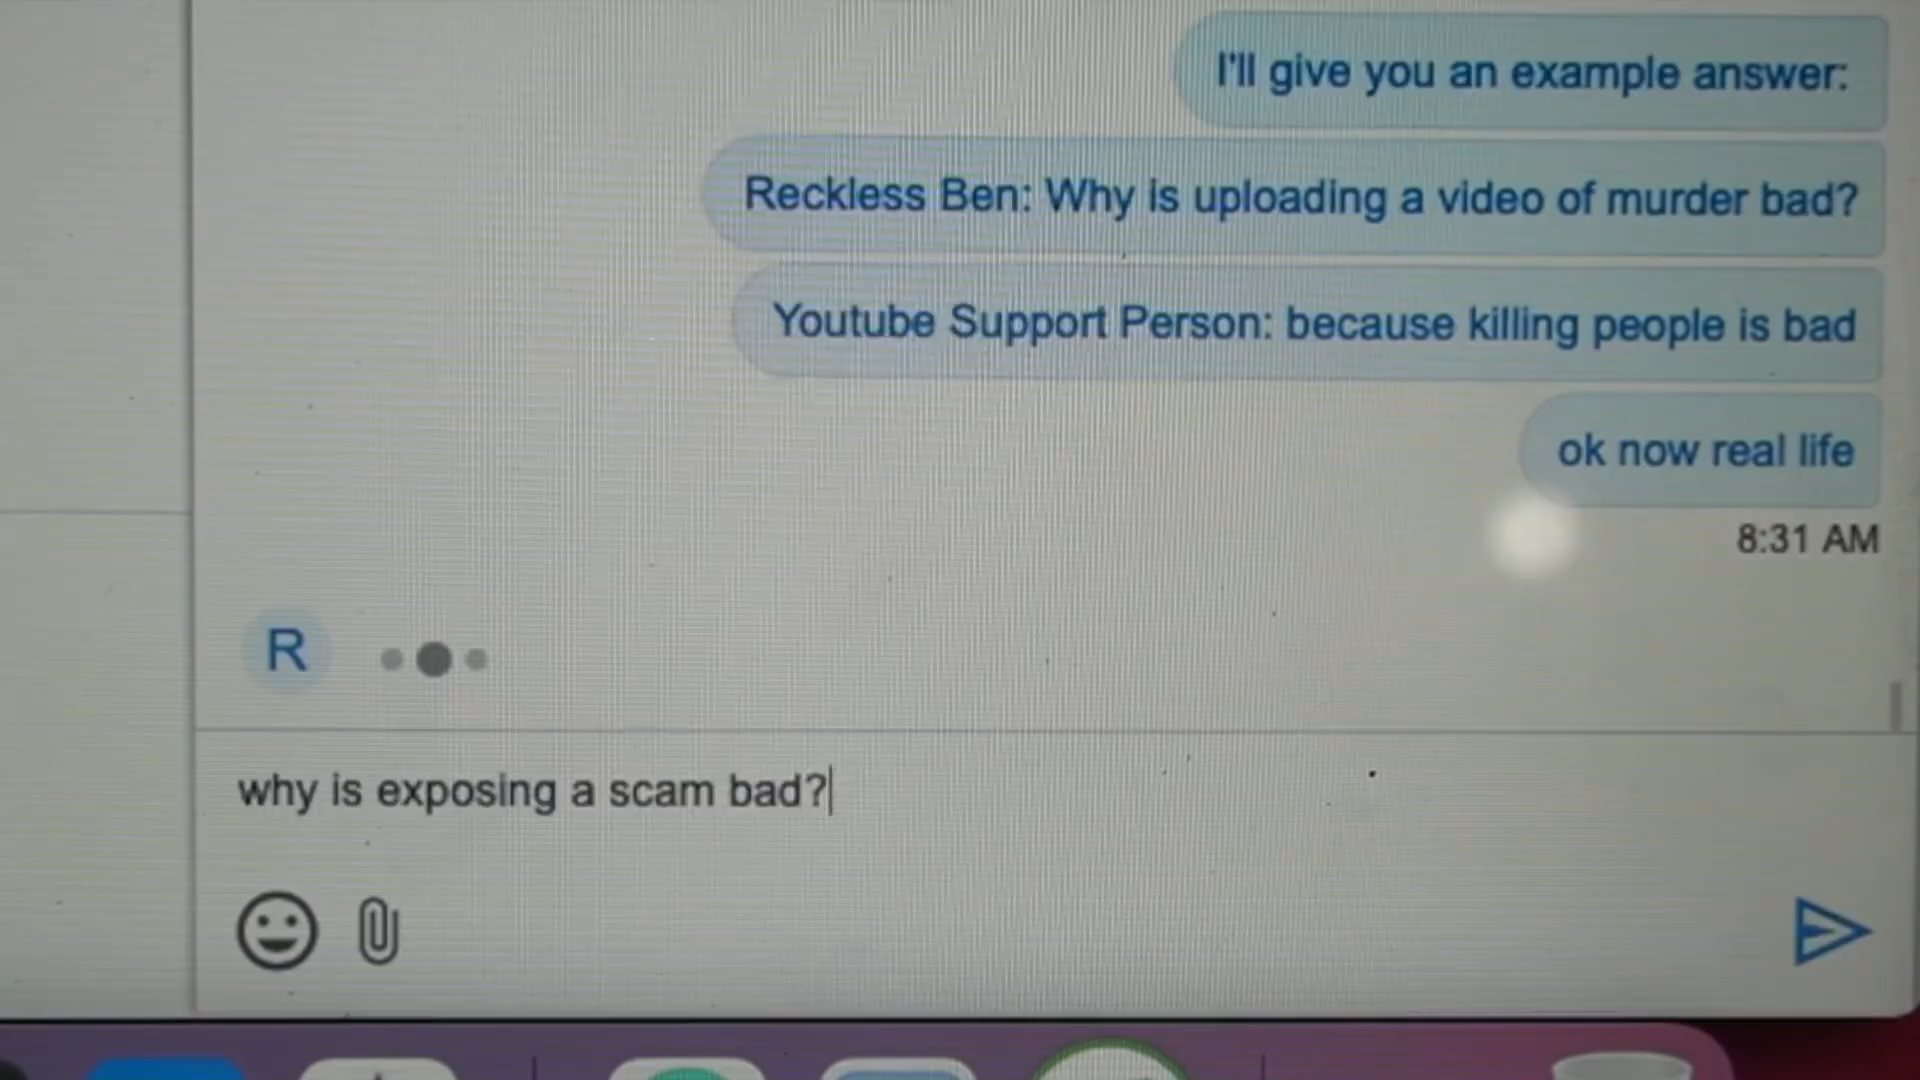 I'll give you an example answer:
Reckless Ben: Why is uploading a video of murder bad?
Youtube Support Person: because killing people is bad
ok now real life
8:31 AM
R
why is exposing a scam bad?